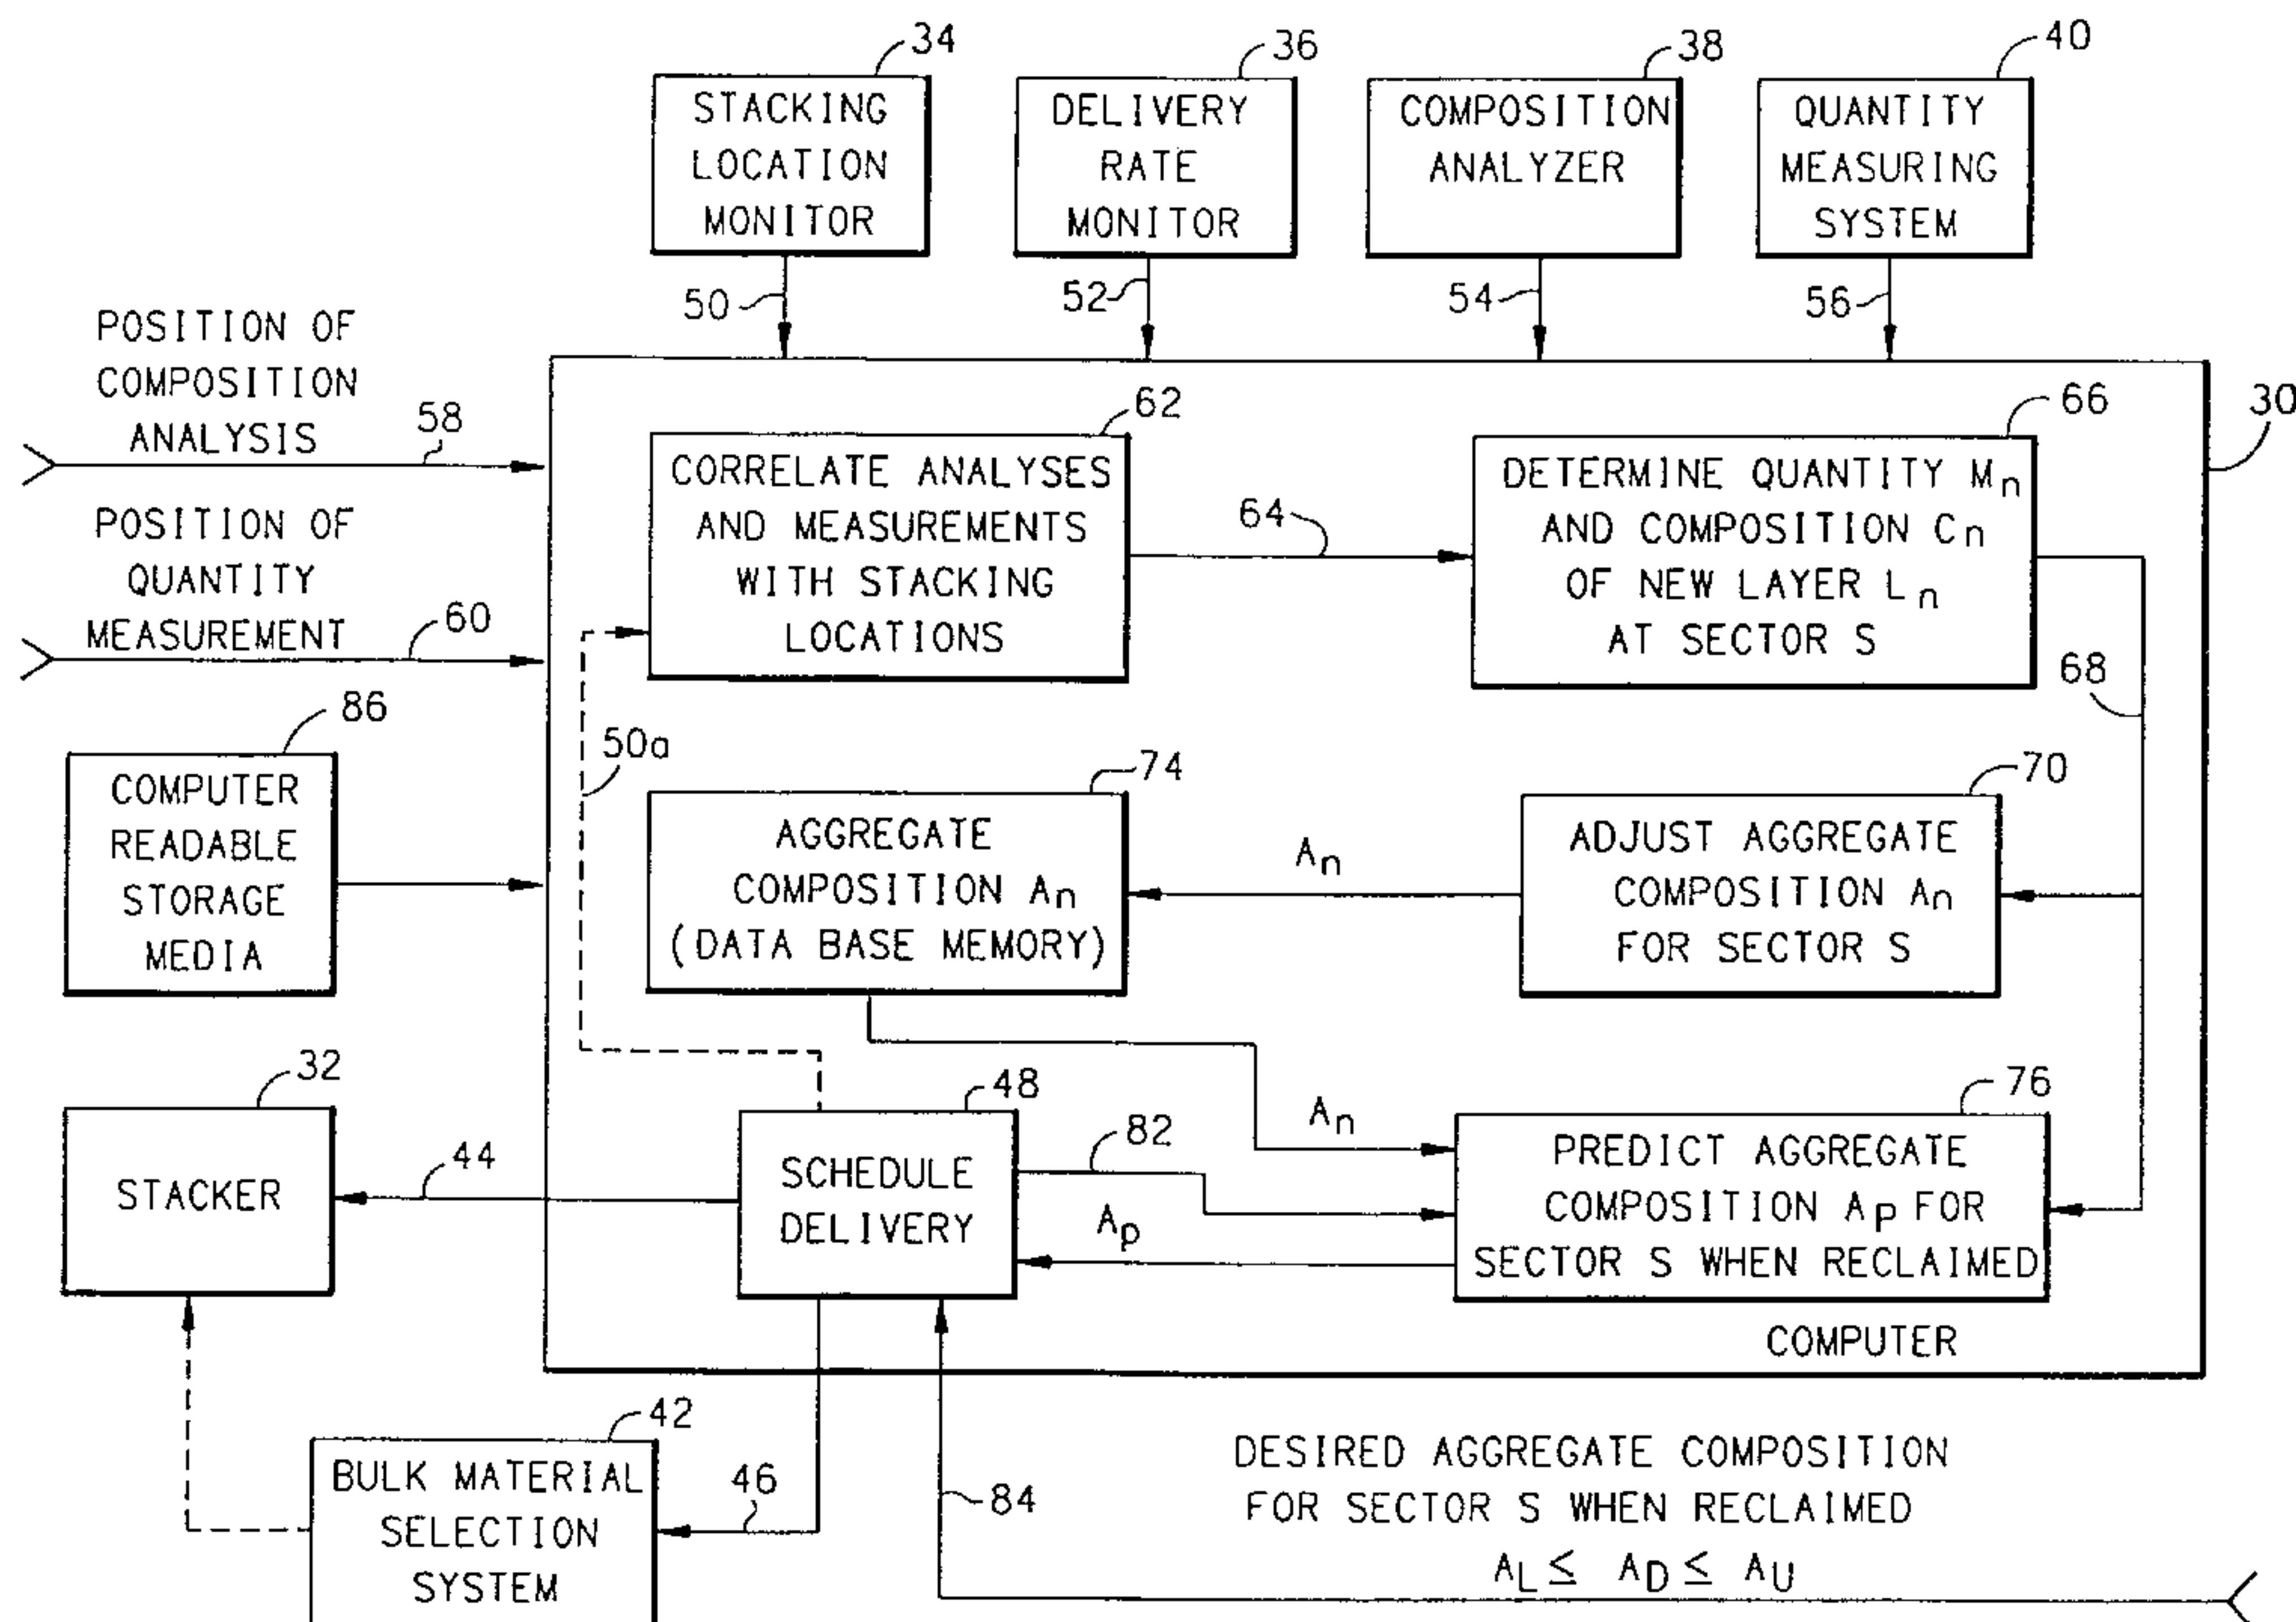 34
36
38
40
STACKING
LOCATION
MONITOR
DELIVERY
RATE
MONITOR
COMPOSITION
ANALYZER
QUANTITY
MEASURING
SYSTEM
50
52
54
56
POSITION OF
COMPOSITION
ANALYSIS
58
POSITION OF
QUANTITY
MEASUREMENT
60
30
62
CORRELATE ANALYSES
AND MEASUREMENTS
WITH STACKING
LOCATIONS
64
66
DETERMINE QUANTITY Mn
AND COMPOSITION Cn
OF NEW LAYER Ln
AT SECTOR S
68
86
COMPUTER
READABLE
STORAGE
MEDIA
50a
74
AGGREGATE
COMPOSITION An
(DATA BASE MEMORY)
An
70
ADJUST AGGREGATE
COMPOSITION An
FOR SECTOR S
32
STACKER
44
48
SCHEDULE
DELIVERY
82
An
Ap
76
PREDICT AGGREGATE
COMPOSITION Ap FOR
SECTOR S WHEN RECLAIMED
COMPUTER
42
BULK MATERIAL
SELECTION
SYSTEM
46
84
DESIRED AGGREGATE COMPOSITION
FOR SECTOR S WHEN RECLAIMED
AL ≤ AD ≤ AU